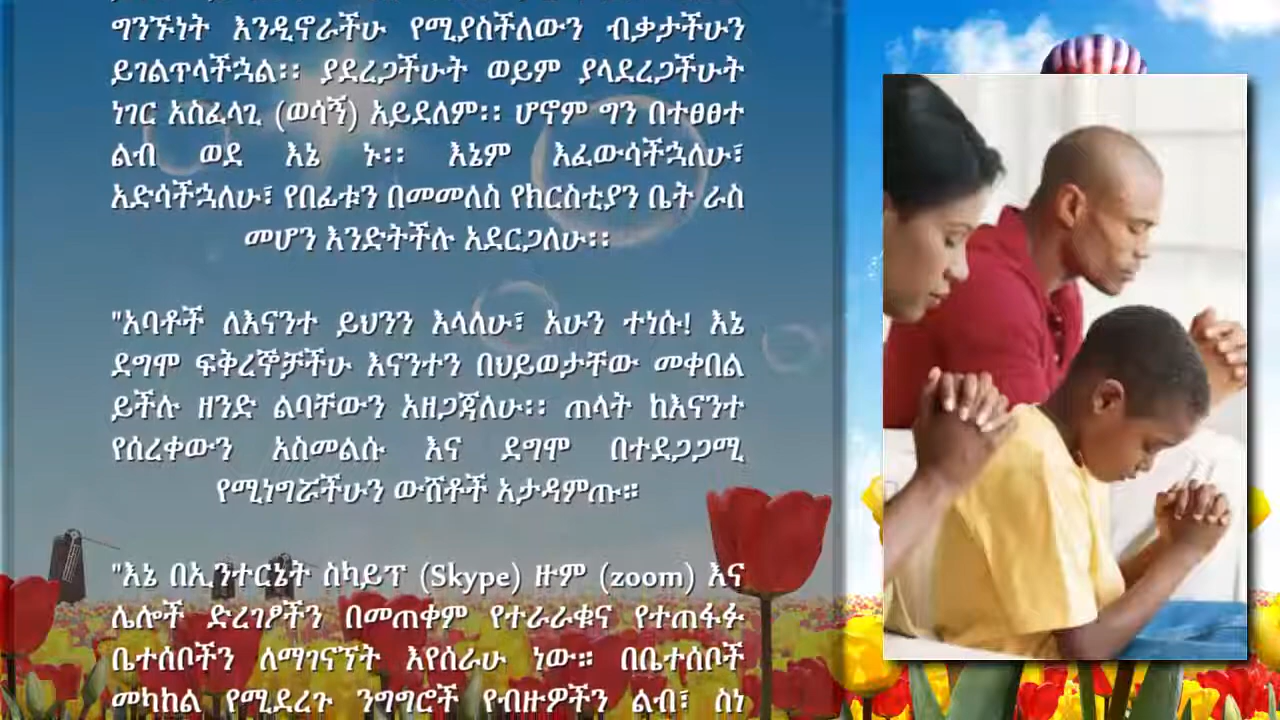 ግንኙነት እንዲኖራችሁ የሚያስችለውን ብቃታችሁን
ይገልጥላችኋል፡፡ ያደረጋችሁት ወይም ያላደረጋችሁት
ነገር አስፈላጊ (ወሳኝ) አይደለም፡፡ ሆኖም ግን በተፀፀተ
ልብ ወደ እኔ ኑ፡፡ እኔም እፈውሳችኋለሁ፣
አድሳችኋለሁ፣ የበፊቱን በመመለስ የክርስቲያን ቤት ራስ
መሆን እንድትችሉ አደርጋለሁ፡፡
"አባቶች ለእናንተ ይህንን እላለሁ፣ አሁን ተነሱ! እኔ
ደግሞ ፍቅረኞቻችሁ እናንተን በህይወታቸው መቀበል
ይችሉ ዘንድ ልባቸውን አዘጋጃለሁ፡፡ ጠላት ከእናንተ
የሰረቀውን አስመልሱ እና ደግሞ በተደጋጋሚ
የሚነግሯችሁን ውሸቶች አታዳምጡ።
"እኔ በኢንተርኔት ስካይፕ (Skype) ዙም (zoom) እና
ሌሎች ድረገፆችን በመጠቀም የተራራቁና የተጠፋፉ
ቤተሰቦችን ለማገናኘት እየሰራሁ ነው። በቤተሰቦች
መካከል የሚደረጉ ንግግሮች የብዙዎችን ልብ፣ ስነ